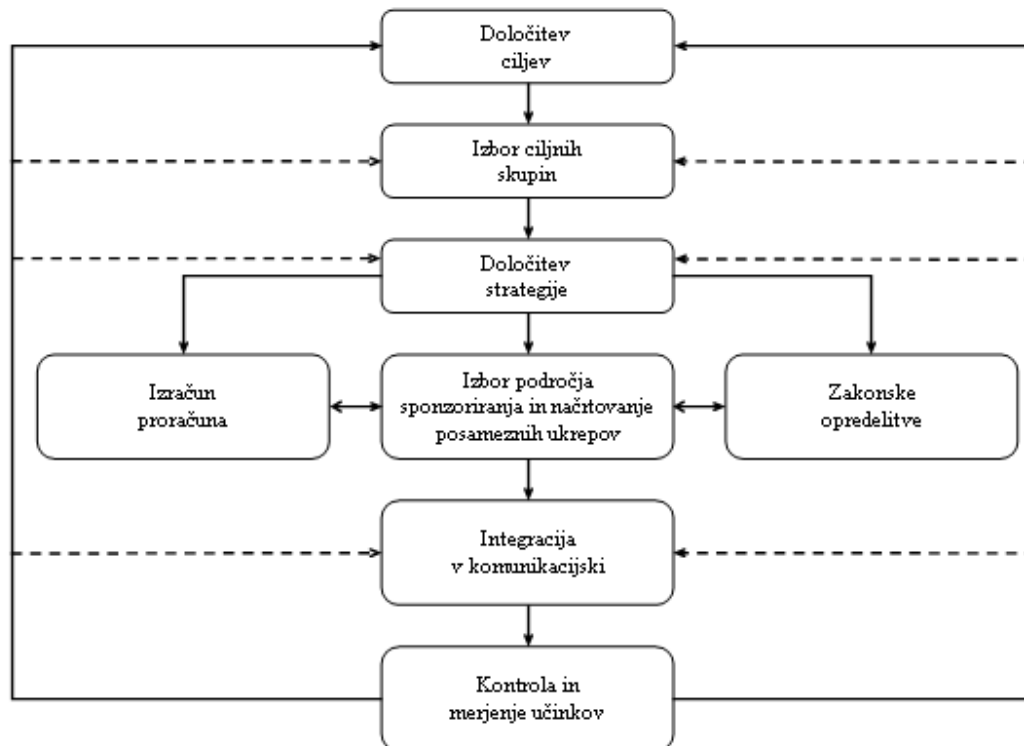 Določitev
ciljev
Izbor ciljnih
skupin
Določitev
strategije
Izračun
proračuna
Izbor področja
sponzoriranja in načrtovanje
posameznih ukrepov
Zakonske
opredelitve
Integracija
v komunikacijski
Kontrola in
merjenje učinkov